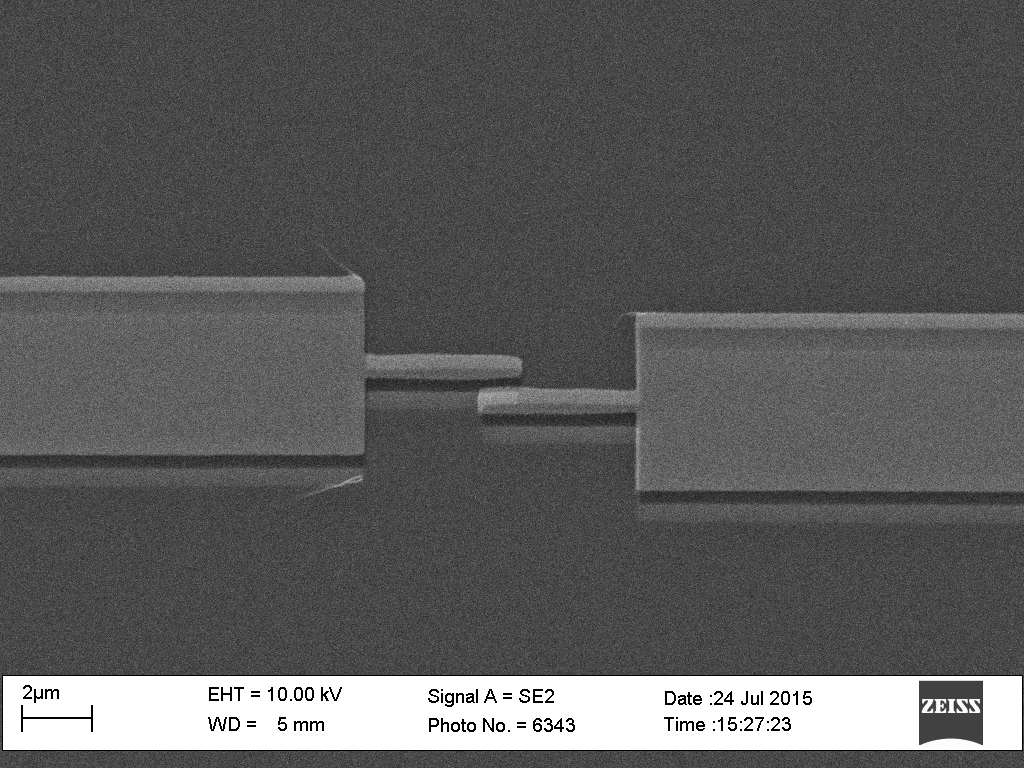 2µm
EHT = 10.00 kV
Signal A = SE2
Date :24 Jul 2015
WD = 5 mm
Photo No. = 6343
Time :15:27:23
ZEISS